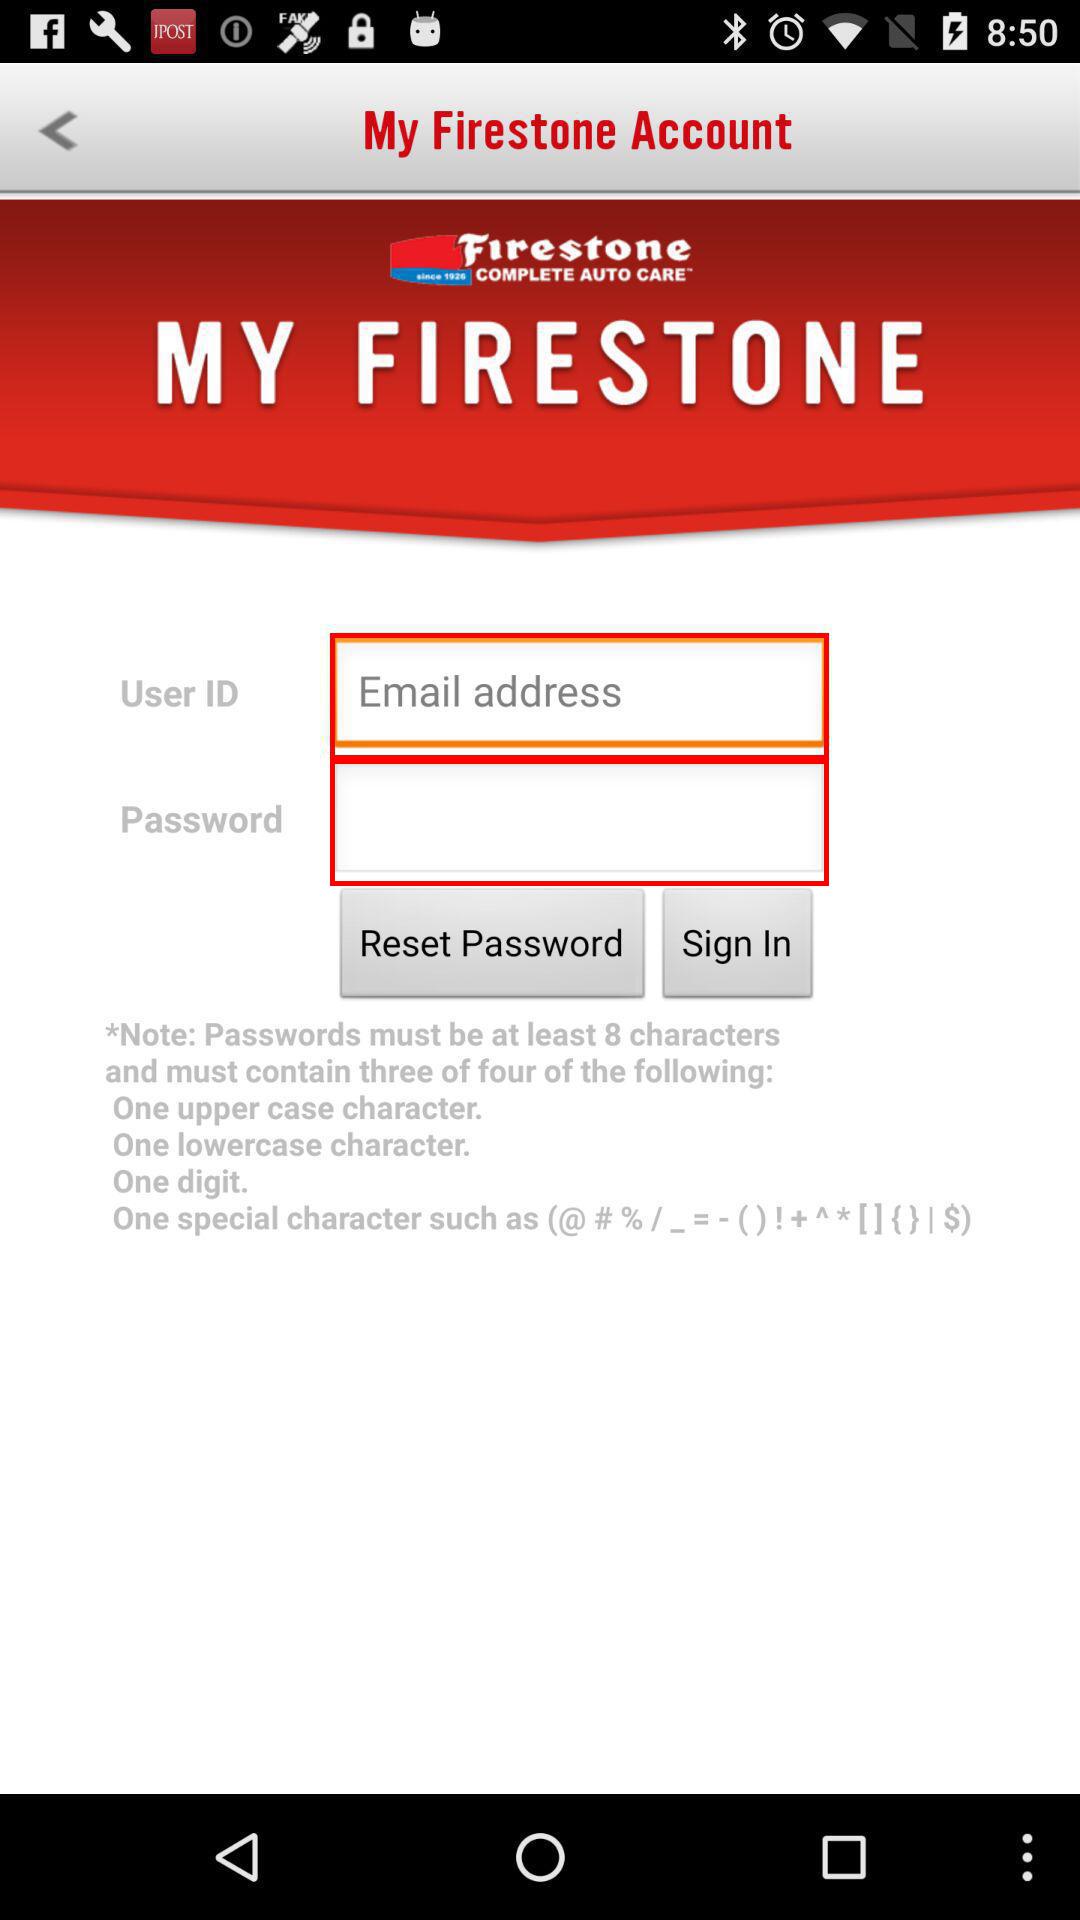 FAKE
JPOST
8:50
My Firestone Account
Firestone
since 1926 COMPLETE AUTO CARE™
MY FIRESTONE
User ID
Email address
Password
Reset Password
Sign In
*Note: Passwords must be at least 8 characters
and must contain three of four of the following:
One upper case character.
One lowercase character.
One digit.
One special character such as (@ # % / _ = - ( ) ! + ^ * [ ] { } | $)